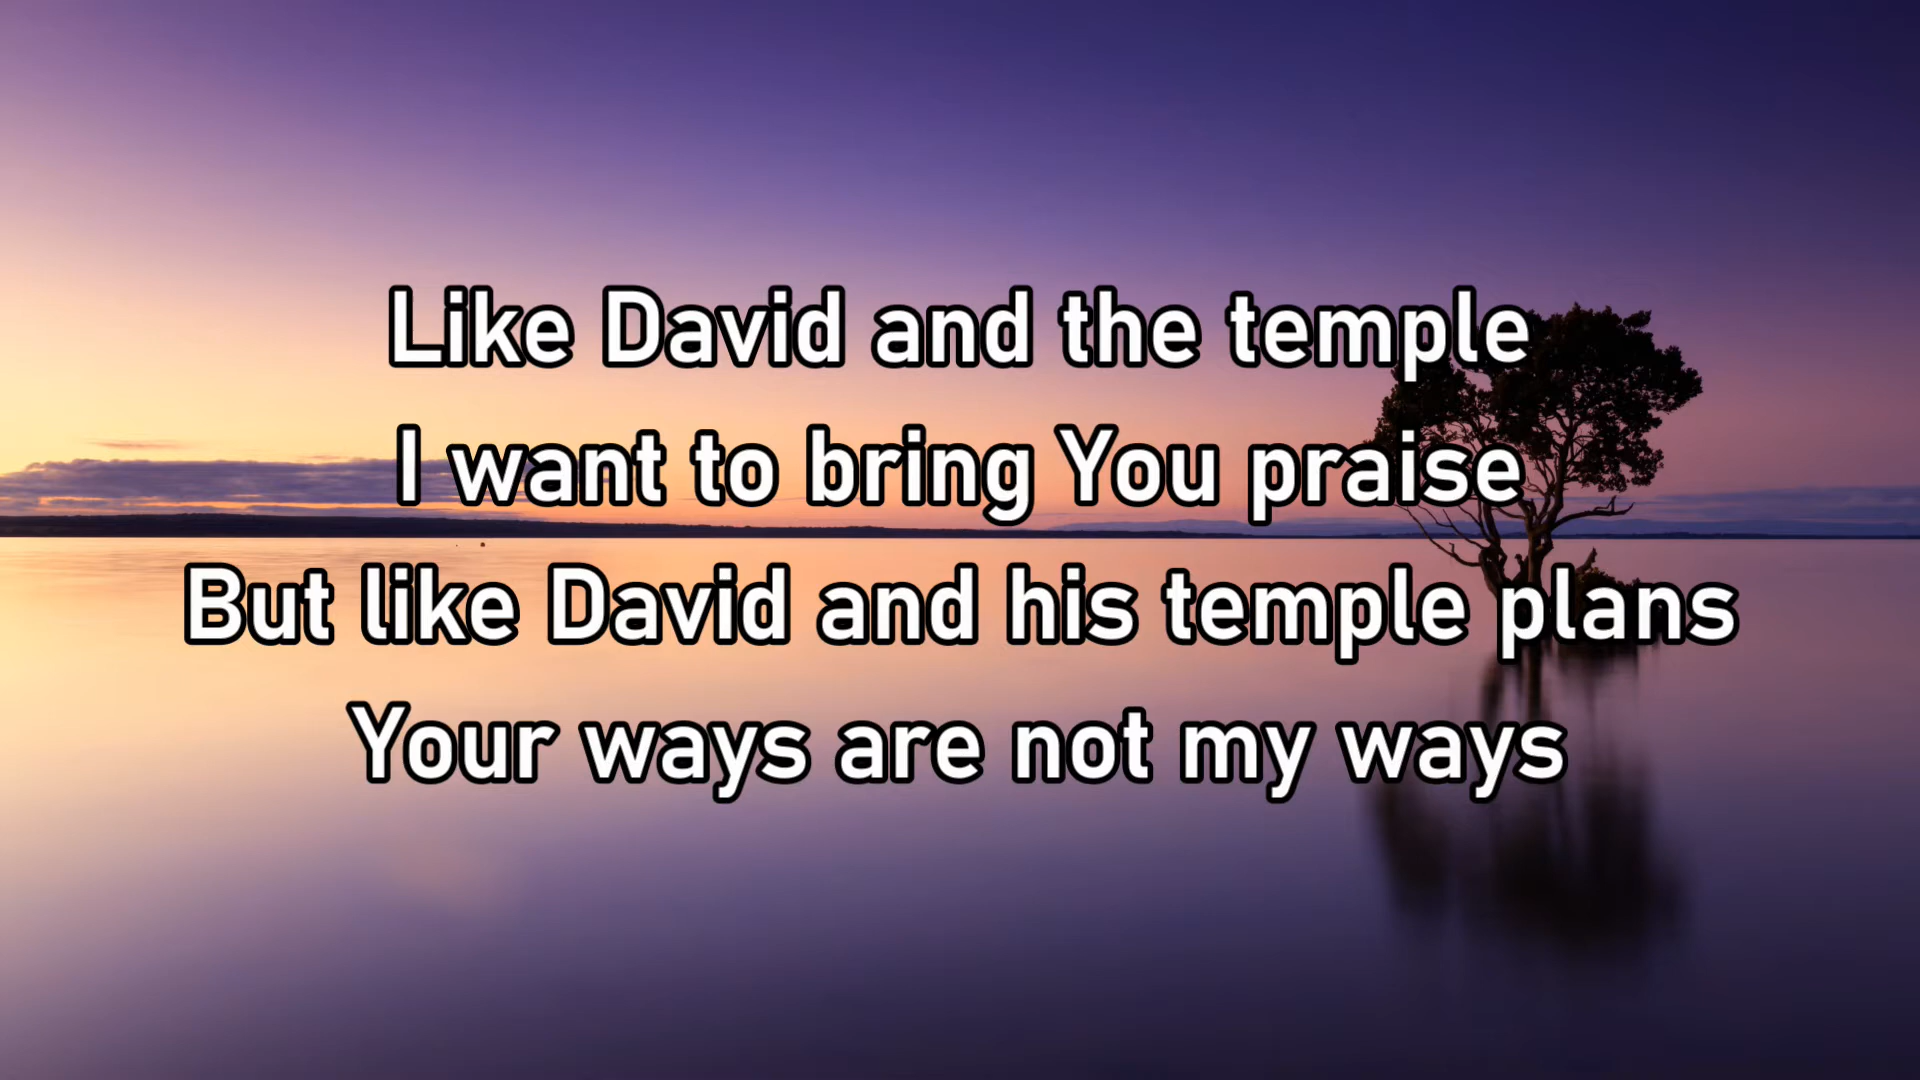 Like David and the temple
I want to bring You praise
But like David and his temple plans
Your ways are not my ways